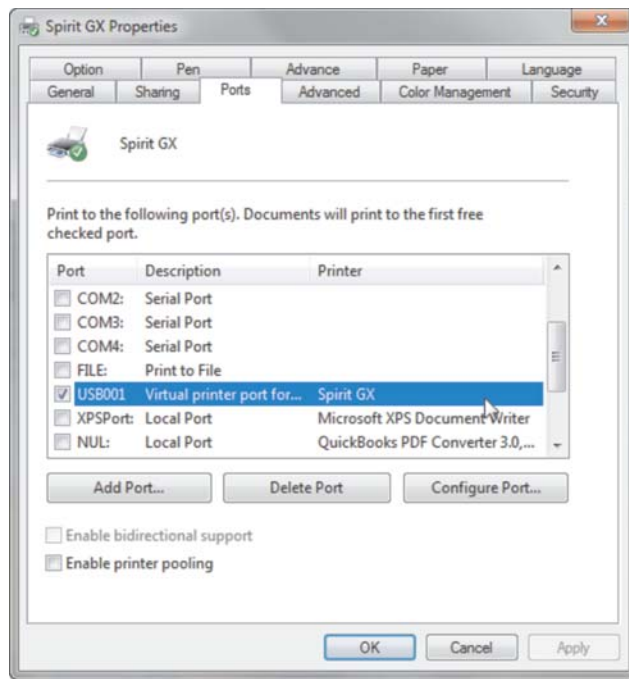 Spirit GX Properties
Option Pen Advance Paper Language
General Sharing Ports Advanced Color Management Security
Spirit GX
Print to the following port(s). Documents will print to the first free
checked port.
Port Description Printer
COM2: Serial Port
COM3: Serial Port
COM4: Serial Port
FILE: Print to File
USB001 Virtual printer port for... Spirit GX
XPSPort: Local Port Microsoft XPS Document Writer
NUL: Local Port QuickBooks PDF Converter 3.0,...
Add Port... Delete Port Configure Port...
Enable bidirectional support
Enable printer pooling
OK Cancel Apply